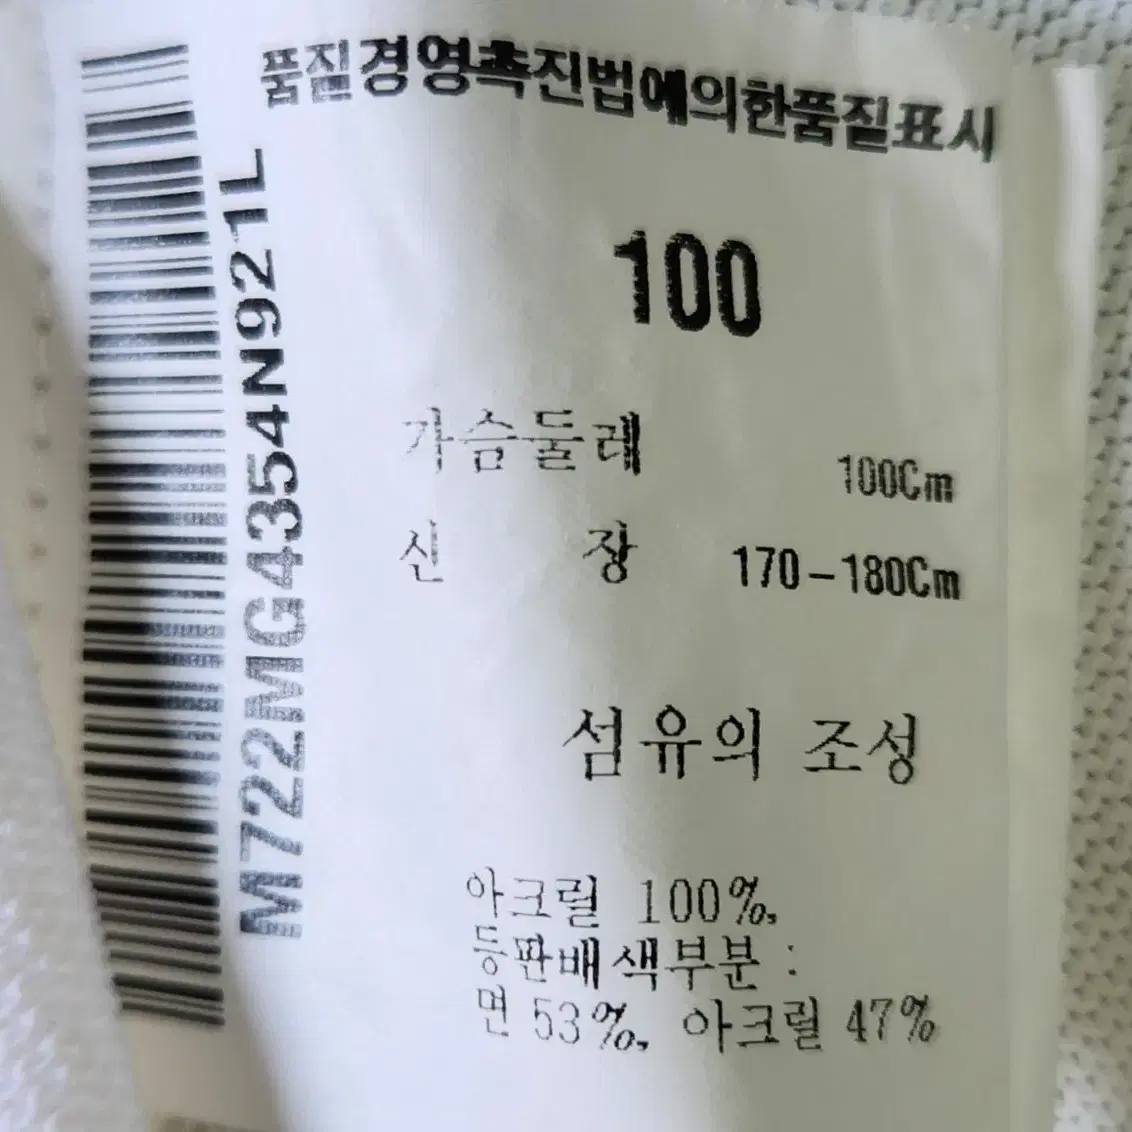 품질경영촉진법에의한품질표시
M722MG4354N921L
100
가슴둘레 100Cm
신 장 170-180Cm
섬유의 조성
아크릴 100%,
등판배색부분 :
면 53%, 아크릴 47%